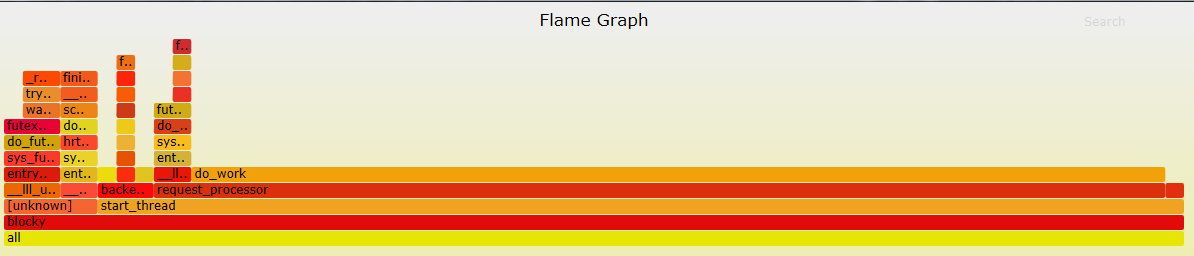 Flame Graph
Search
f..
f..
_r.. fini..
try.. __..
wa.. sc.. fut..
futex.. do.. do_..
do_fut.. hrt.. sys..
sys_fu.. sy.. ent..
entry.. ent.. __ll.. do_work
__lll_u.. __.. backe.. request_processor
[unknown] start_thread
blocky
all